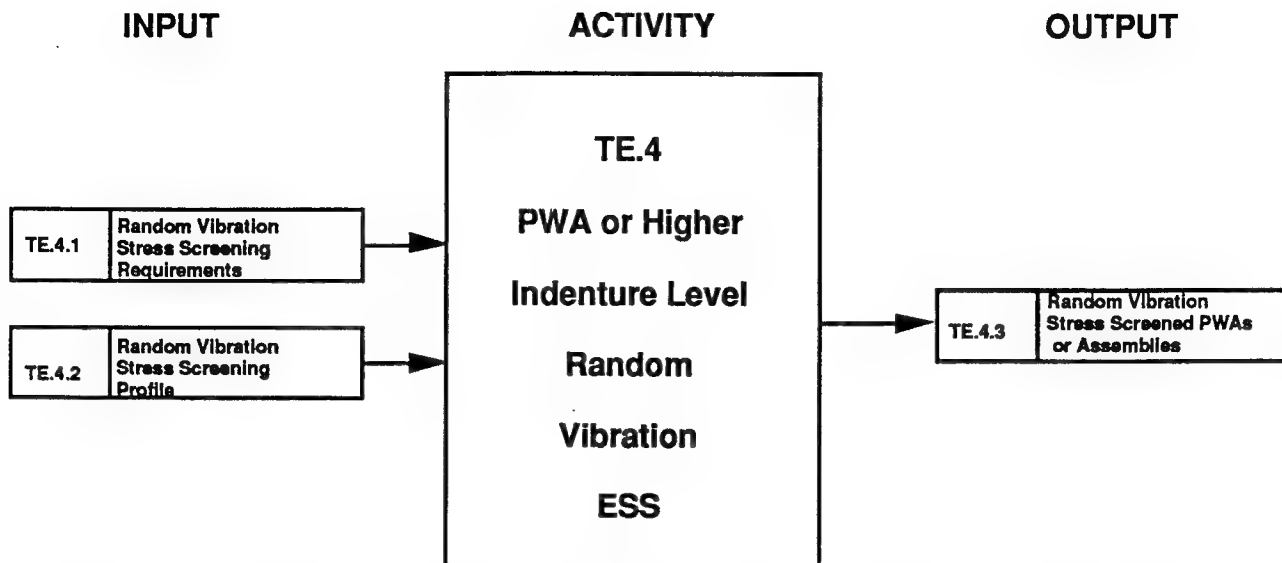 INPUT
ACTIVITY
OUTPUT
TE.4
PWA or Higher
Indenture Level
Random
Vibration
ESS
TE.4.1
Random Vibration
Stress Screening
Requirements
TE.4.2
Random Vibration
Stress Screening
Profile
TE.4.3
Random Vibration
Stress Screened PWAs
or Assemblies